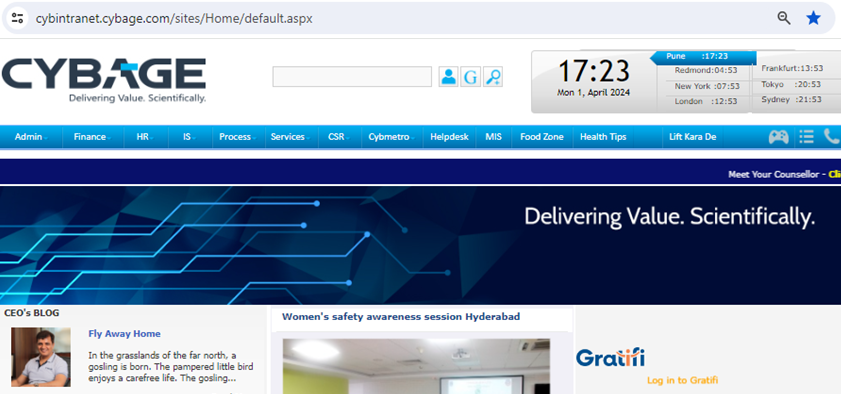 cybintranet.cybage.com/sites/Home/default.aspx
CYBAGE
Delivering Value. Scientifically.
G
17:23
Mon 1, April 2024
Pune :17:23
Redmond:04:53
New York :07:53
London :12:53
Frankfurt:13:53
Tokyo :20:53
Sydney :21:53
Admin Finance HR IS Process Services CSR Cybmetro Helpdesk MIS Food Zone Health Tips Lift Kara De
Meet Your Counsellor - Cli
Delivering Value. Scientifically.
CEO's BLOG
Fly Away Home
In the grasslands of the far north, a
gosling is born. The pampered little bird
enjoys a carefree life. The gosling...
Women's safety awareness session Hyderabad
Gratifi
Log in to Gratifi